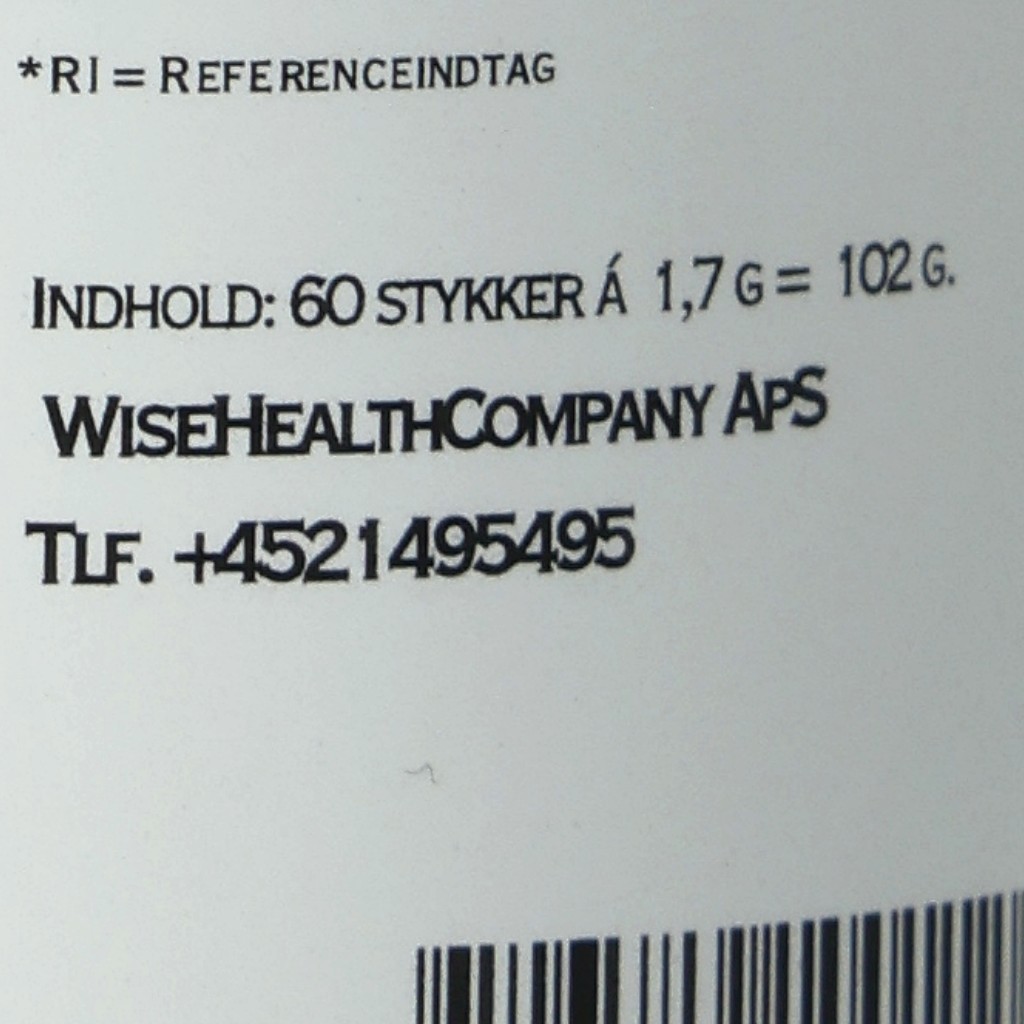 *RI = REFERENCEINDTAG
INDHOLD: 60 STYKKER Á 1,7 G = 102 G.
WISEHEALTHCOMPANY APS
TLF. +4521495495